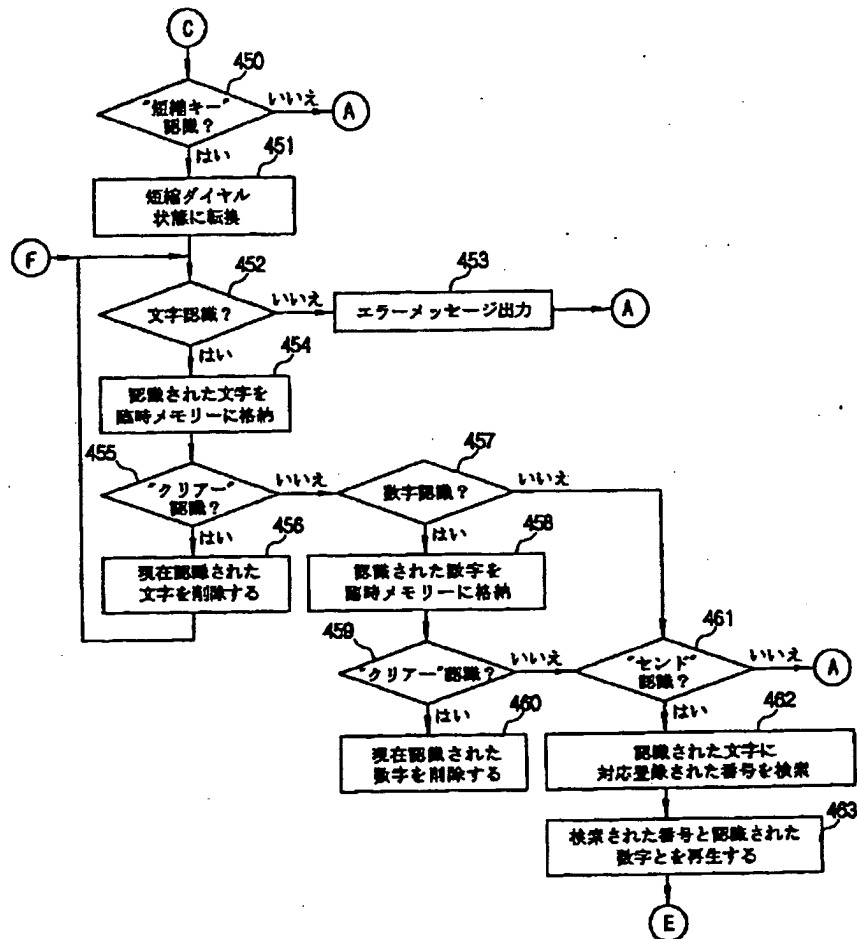 C
450
"短縮キー"
認識?
いいえ
A
はい
451
短縮ダイヤル
状態に転換
F
452
文字認識?
いいえ
453
エラーメッセージ出力
A
はい
454
認識された文字を
臨時メモリーに格納
455
"クリアー"
認識?
いいえ
457
数字認識?
いいえ
はい
456
現在認識された
文字を削除する
はい
458
認識された数字を
臨時メモリーに格納
459
"クリアー"認識?
いいえ
461
"センド"
認識?
いいえ
A
はい
460
現在認識された
数字を削除する
はい
462
認識された文字に
対応登録された番号を検索
463
検索された番号と認識された
数字とを再生する
E